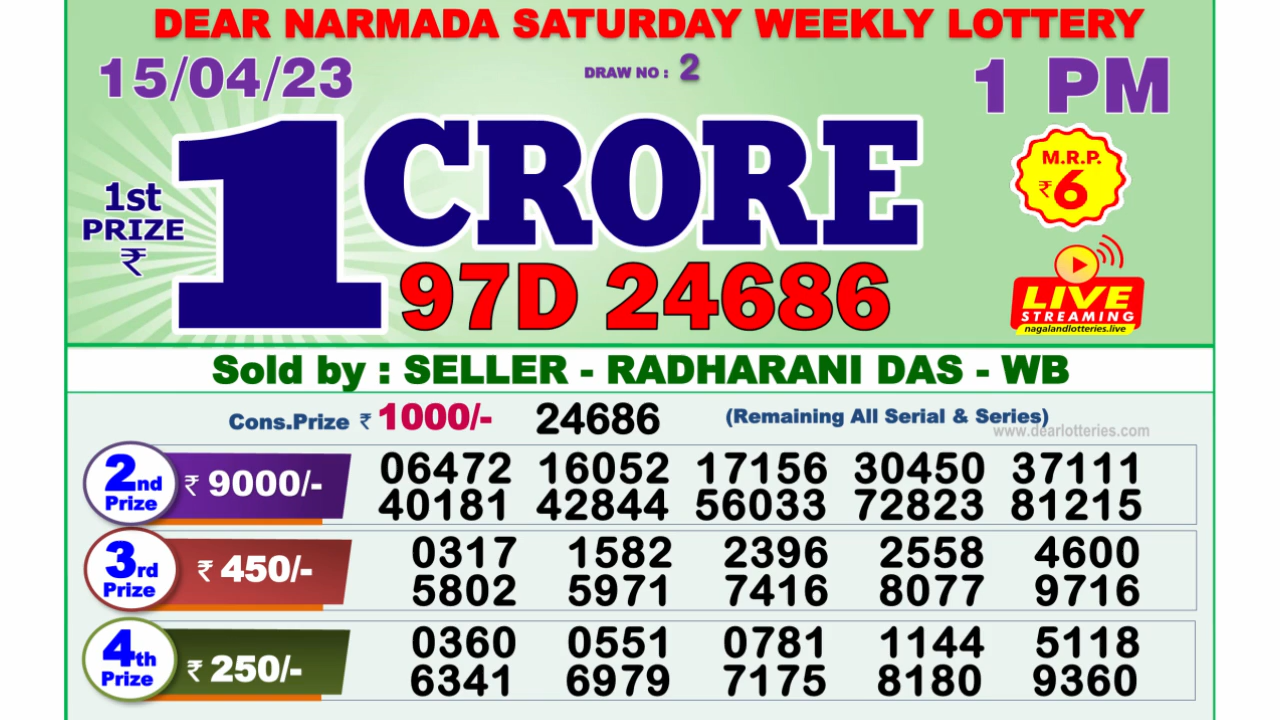 DEAR NARMADA SATURDAY WEEKLY LOTTERY
15/04/23
DRAW NO : 2
1 PM
1st
PRIZE
₹
1 CRORE
97D 24686
M.R.P.
₹6
LIVE
STREAMING
nagalandlotteries.live
Sold by : SELLER - RADHARANI DAS - WB
Cons.Prize ₹ 1000/- 24686 (Remaining All Serial & Series)
www.dearlotteries.com
2nd Prize ₹ 9000/-
06472 16052 17156 30450 37111
40181 42844 56033 72823 81215
3rd Prize ₹ 450/-
0317 1582 2396 2558 4600
5802 5971 7416 8077 9716
4th Prize ₹ 250/-
0360 0551 0781 1144 5118
6341 6979 7175 8180 9360